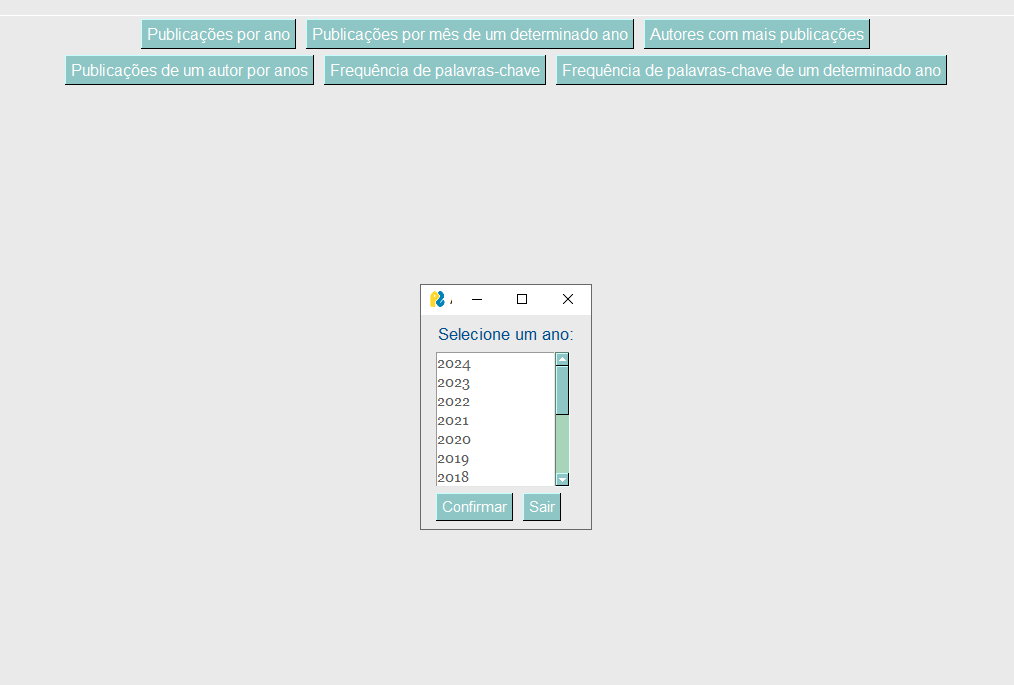 Publicações por ano Publicações por mês de um determinado ano Autores com mais publicações
Publicações de um autor por anos Frequência de palavras-chave Frequência de palavras-chave de um determinado ano
Selecione um ano:
2024
2023
2022
2021
2020
2019
2018
Confirmar Sair